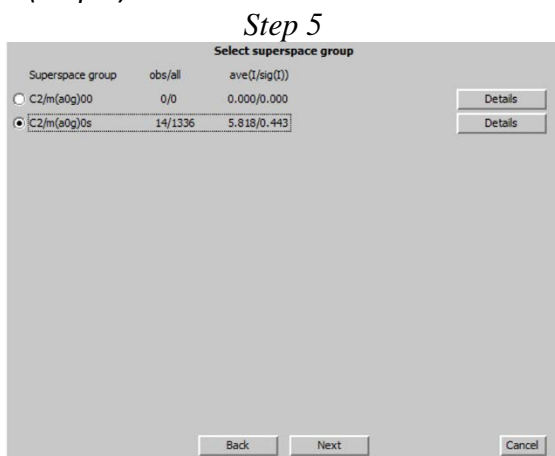 Step 5
Select superspace group
Superspace group obs/all ave(I/sig(I))
C2/m(a0g)00 0/0 0.000/0.000 Details
C2/m(a0g)0s 14/1336 5.818/0.443 Details
Back Next Cancel